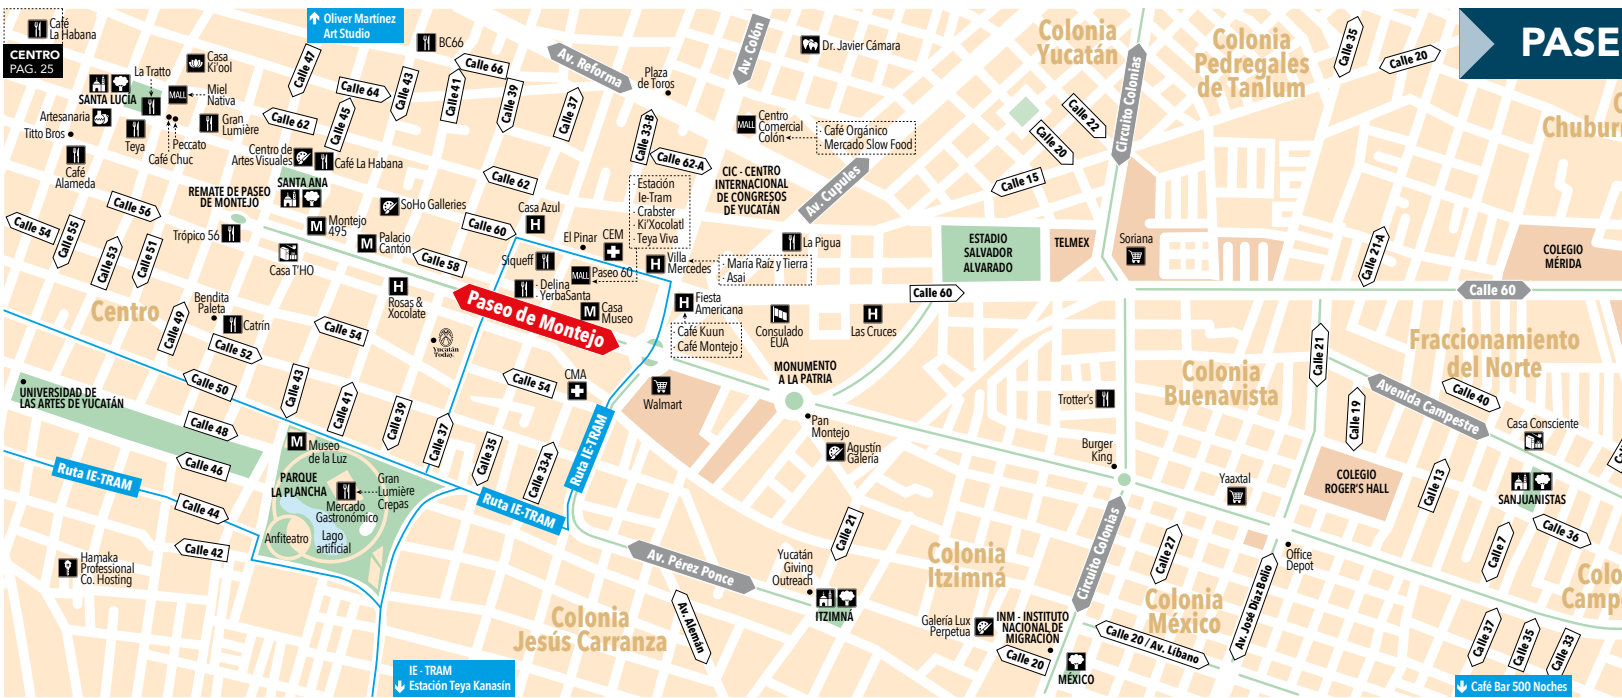 Café
La Habana
CENTRO
PAG. 25
La Tratto
Casa
Ki'ool
SANTA LUCÍA
MALL
Miel
Nativa
Artesanaria
Titto Bros
Teya
Peccato
Café Chuc
Gran
Lumière
Café
Alameda
Oliver Martínez
Art Studio
BC66
Calle 47
Calle 64
Calle 43
Calle 41
Calle 66
Calle 39
Calle 37
Calle 62
Calle 45
Centro de
Artes Visuales
Café La Habana
SANTA ANA
REMATE DE PASEO
DE MONTEJO
Av. Reforma
Plaza
de Toros
Av. Colón
Dr. Javier Cámara
MALL
Centro
Comercial
Colón
· Café Orgánico
· Mercado Slow Food
Calle 33-B
Calle 62-A
CIC - CENTRO
INTERNACIONAL
DE CONGRESOS
DE YUCATÁN
Av. Cupules
Colonia
Yucatán
Colonia
Pedregales
de Tanlum
Circuito Colonias
Calle 22
Calle 20
Calle 15
Calle 35
Calle 20
PASE
C
Chubur
Calle 56
Calle 54
Calle 55
Calle 53
Calle 51
Trópico 56
Casa T'HO
M
Montejo
495
SoHo Galleries
M
Palacio
Cantón
Calle 62
Calle 60
Calle 58
H
Casa Azul
El Pinar
CEM
· Estación
Ie-Tram
· Crabster
· Ki'Xocolatl
· Teya Viva
Siqueff
· Delina
· YerbaSanta
MALL
Paseo 60
H
Villa
Mercedes
· María Raíz y Tierra
· Asai
La Pigua
ESTADIO
SALVADOR
ALVARADO
TELMEX
Soriana
Calle 21-A
COLEGIO
MÉRIDA
Calle 60
Calle 60
Centro
Calle 49
Bendita
Paleta
Catrín
Calle 52
Calle 54
H
Rosas &
Xocolate
Yucatán
Today
Paseo de Montejo
M
Casa
Museo
H
Fiesta
Americana
· Café Kuun
· Café Montejo
Consulado
EUA
H
Las Cruces
MONUMENTO
A LA PATRIA
Calle 54
CMA
Walmart
Pan
Montejo
Agustín
Galería
Trotter's
Burger
King
Colonia
Buenavista
Calle 21
Fraccionamiento
del Norte
Avenida Campestre
Calle 40
Calle 19
Casa Consciente
UNIVERSIDAD DE
LAS ARTES DE YUCATÁN
Calle 50
Calle 48
Calle 46
Calle 44
Calle 42
Calle 43
Calle 41
Calle 39
Calle 37
Calle 35
Calle 33-A
Ruta IE-TRAM
Ruta IE-TRAM
Ruta IE-TRAM
M
Museo
de la Luz
PARQUE
LA PLANCHA
Gran
Lumière
Crepas
Mercado
Gastronómico
Anfiteatro
Lago
artificial
Hamaka
Professional
Co. Hosting
Av. Pérez Ponce
Yucatán
Giving
Outreach
Calle 21
ITZIMNÁ
Colonia
Itzimná
Circuito Colonias
Calle 27
Yaaxtal
COLEGIO
ROGER'S HALL
Calle 13
SANJUANISTAS
Calle 36
Calle 7
Office
Depot
Av. José Díaz Bolio
Colonia
México
Colonia
Jesús Carranza
Av. Alemán
Galería Lux
Perpetua
INM - INSTITUTO
NACIONAL DE
MIGRACIÓN
Calle 20
MÉXICO
Calle 20 / Av. Líbano
Calle 37
Calle 35
Calle 33
Colo
Camp
IE - TRAM
Estación Teya Kanasín
Café Bar 500 Noches